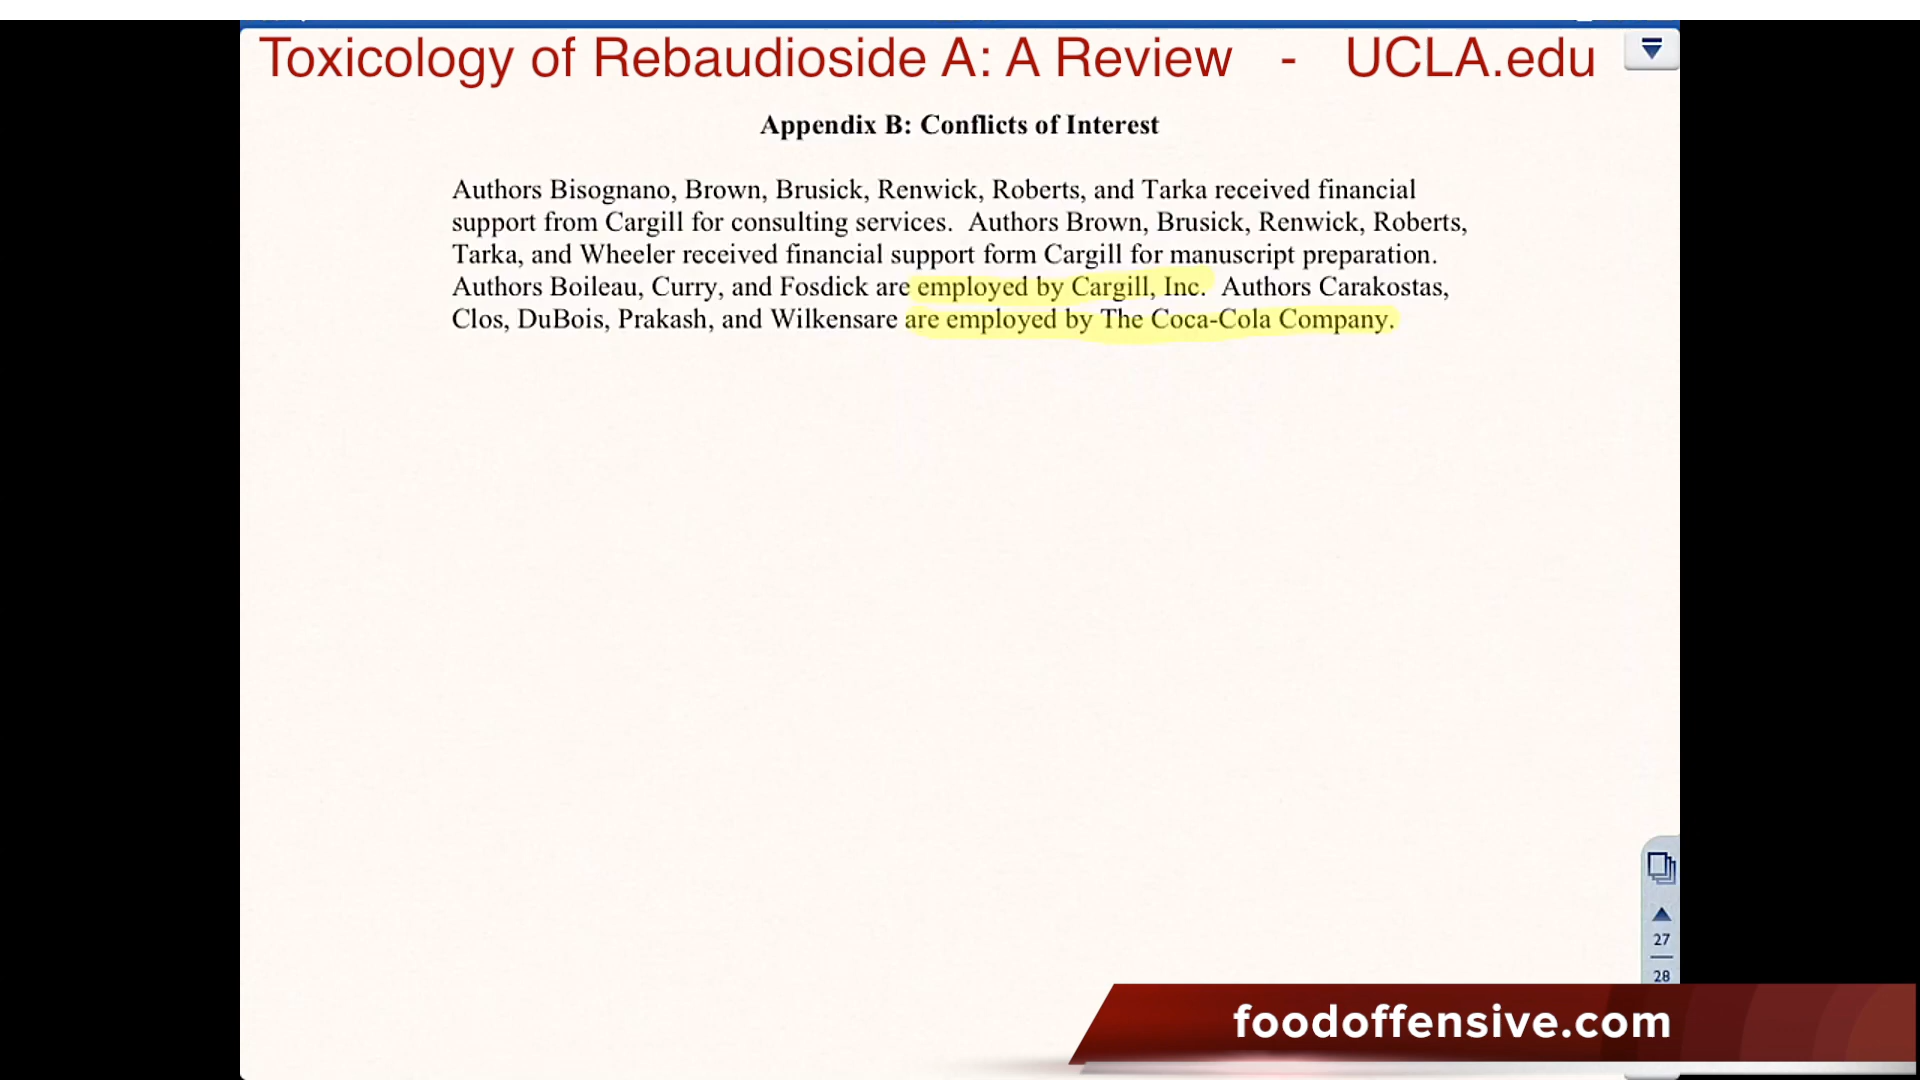 Toxicology of Rebaudioside A: A Review - UCLA.edu
Appendix B: Conflicts of Interest
Authors Bisognano, Brown, Brusick, Renwick, Roberts, and Tarka received financial
support from Cargill for consulting services. Authors Brown, Brusick, Renwick, Roberts,
Tarka, and Wheeler received financial support form Cargill for manuscript preparation.
Authors Boileau, Curry, and Fosdick are employed by Cargill, Inc. Authors Carakostas,
Clos, DuBois, Prakash, and Wilkensare are employed by The Coca-Cola Company.
27
28
foodoffensive.com